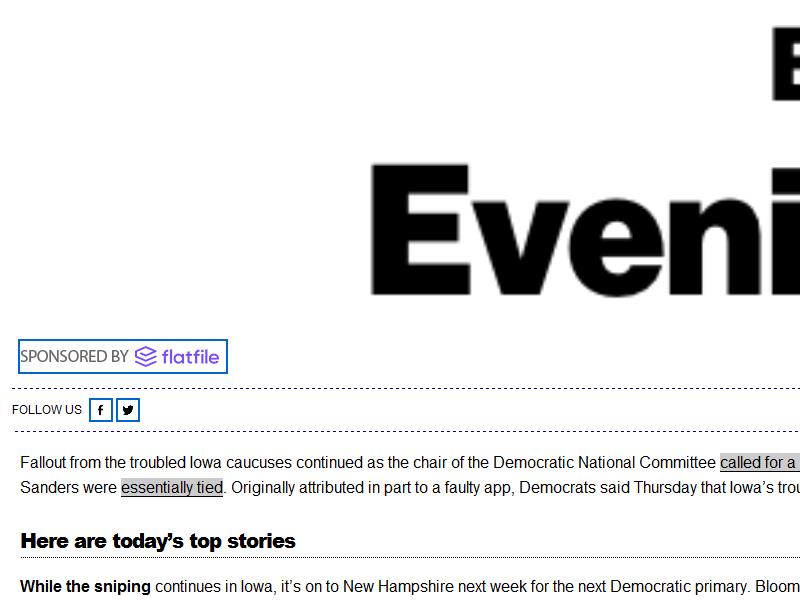 Eveni
SPONSORED BY flatfile
FOLLOW US
Fallout from the troubled Iowa caucuses continued as the chair of the Democratic National Committee called for a
Sanders were essentially tied. Originally attributed in part to a faulty app, Democrats said Thursday that Iowa’s trou
Here are today’s top stories
While the sniping continues in Iowa, it’s on to New Hampshire next week for the next Democratic primary. Bloom